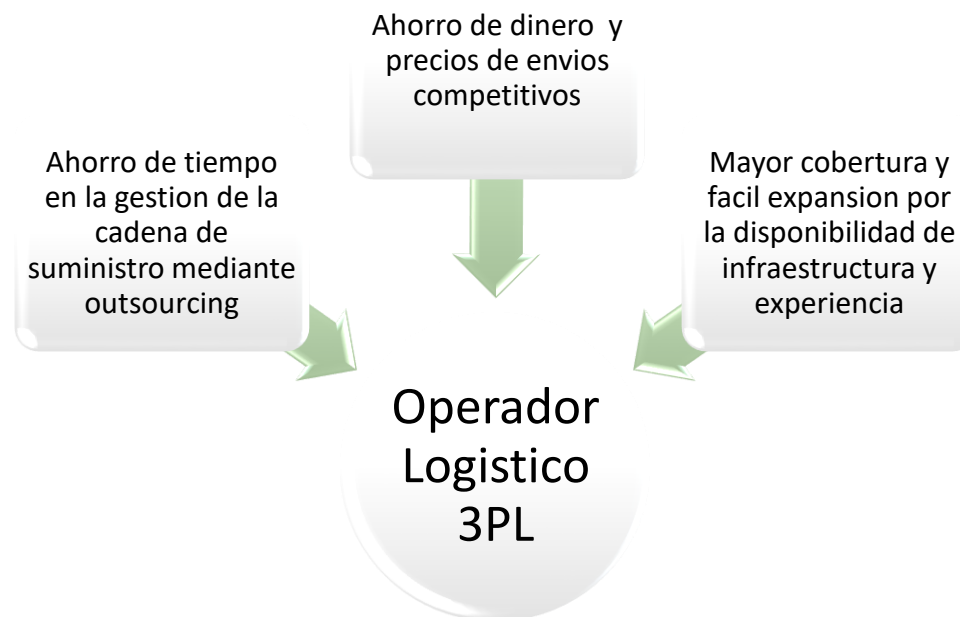 Ahorro de dinero y
precios de envios
competitivos
Ahorro de tiempo
en la gestion de la
cadena de
suministro mediante
outsourcing
Mayor cobertura y
facil expansion por
la disponibilidad de
infraestructura y
experiencia
Operador
Logistico
3PL